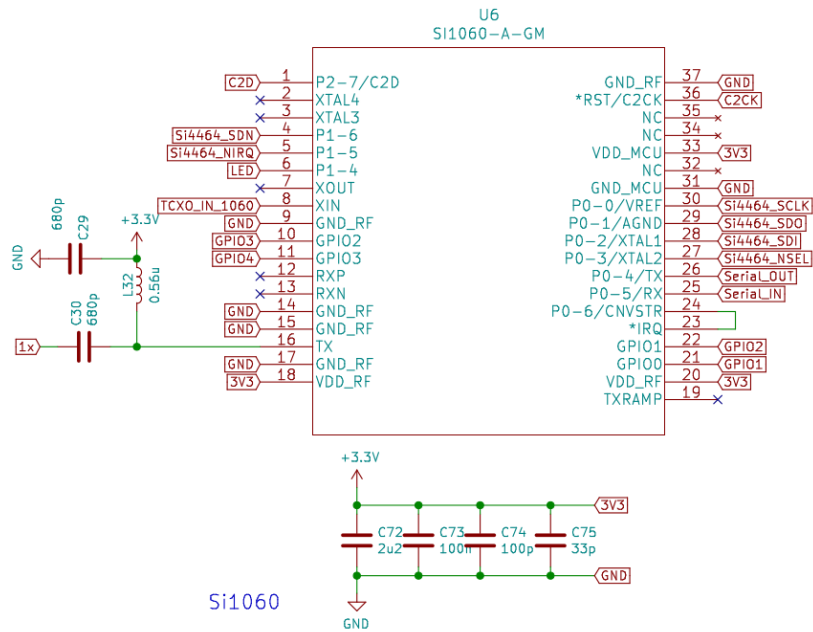 U6
SI1060-A-GM
C2D 1 P2-7/C2D GND_RF 37 GND
2 XTAL4 *RST/C2CK 36 C2CK
3 XTAL3 NC 35
Si4464_SDN 4 P1-6 NC 34
Si4464_NIRQ 5 P1-5 VDD_MCU 33 3V3
LED 6 P1-4 NC 32
7 XOUT GND_MCU 31 GND
TCXO_IN_1060 8 XIN P0-0/VREF 30 Si4464_SCLK
GND 9 GND_RF P0-1/AGND 29 Si4464_SDO
GPIO3 10 GPIO2 P0-2/XTAL1 28 Si4464_SDI
GPIO4 11 GPIO3 P0-3/XTAL2 27 Si4464_NSEL
12 RXP P0-4/TX 26 Serial_OUT
13 RXN P0-5/RX 25 Serial_IN
GND 14 GND_RF P0-6/CNVSTR 24
GND 15 GND_RF *IRQ 23
16 TX GPIO1 22 GPIO2
GND 17 GND_RF GPIO0 21 GPIO1
3V3 18 VDD_RF VDD_RF 20 3V3
TXRAMP 19
680p
C29
+3.3V
GND
L32
0.56u
C30
680p
1x
+3.3V
3V3
C72 C73 C74 C75
2u2 100n 100p 33p
GND
GND
Si1060